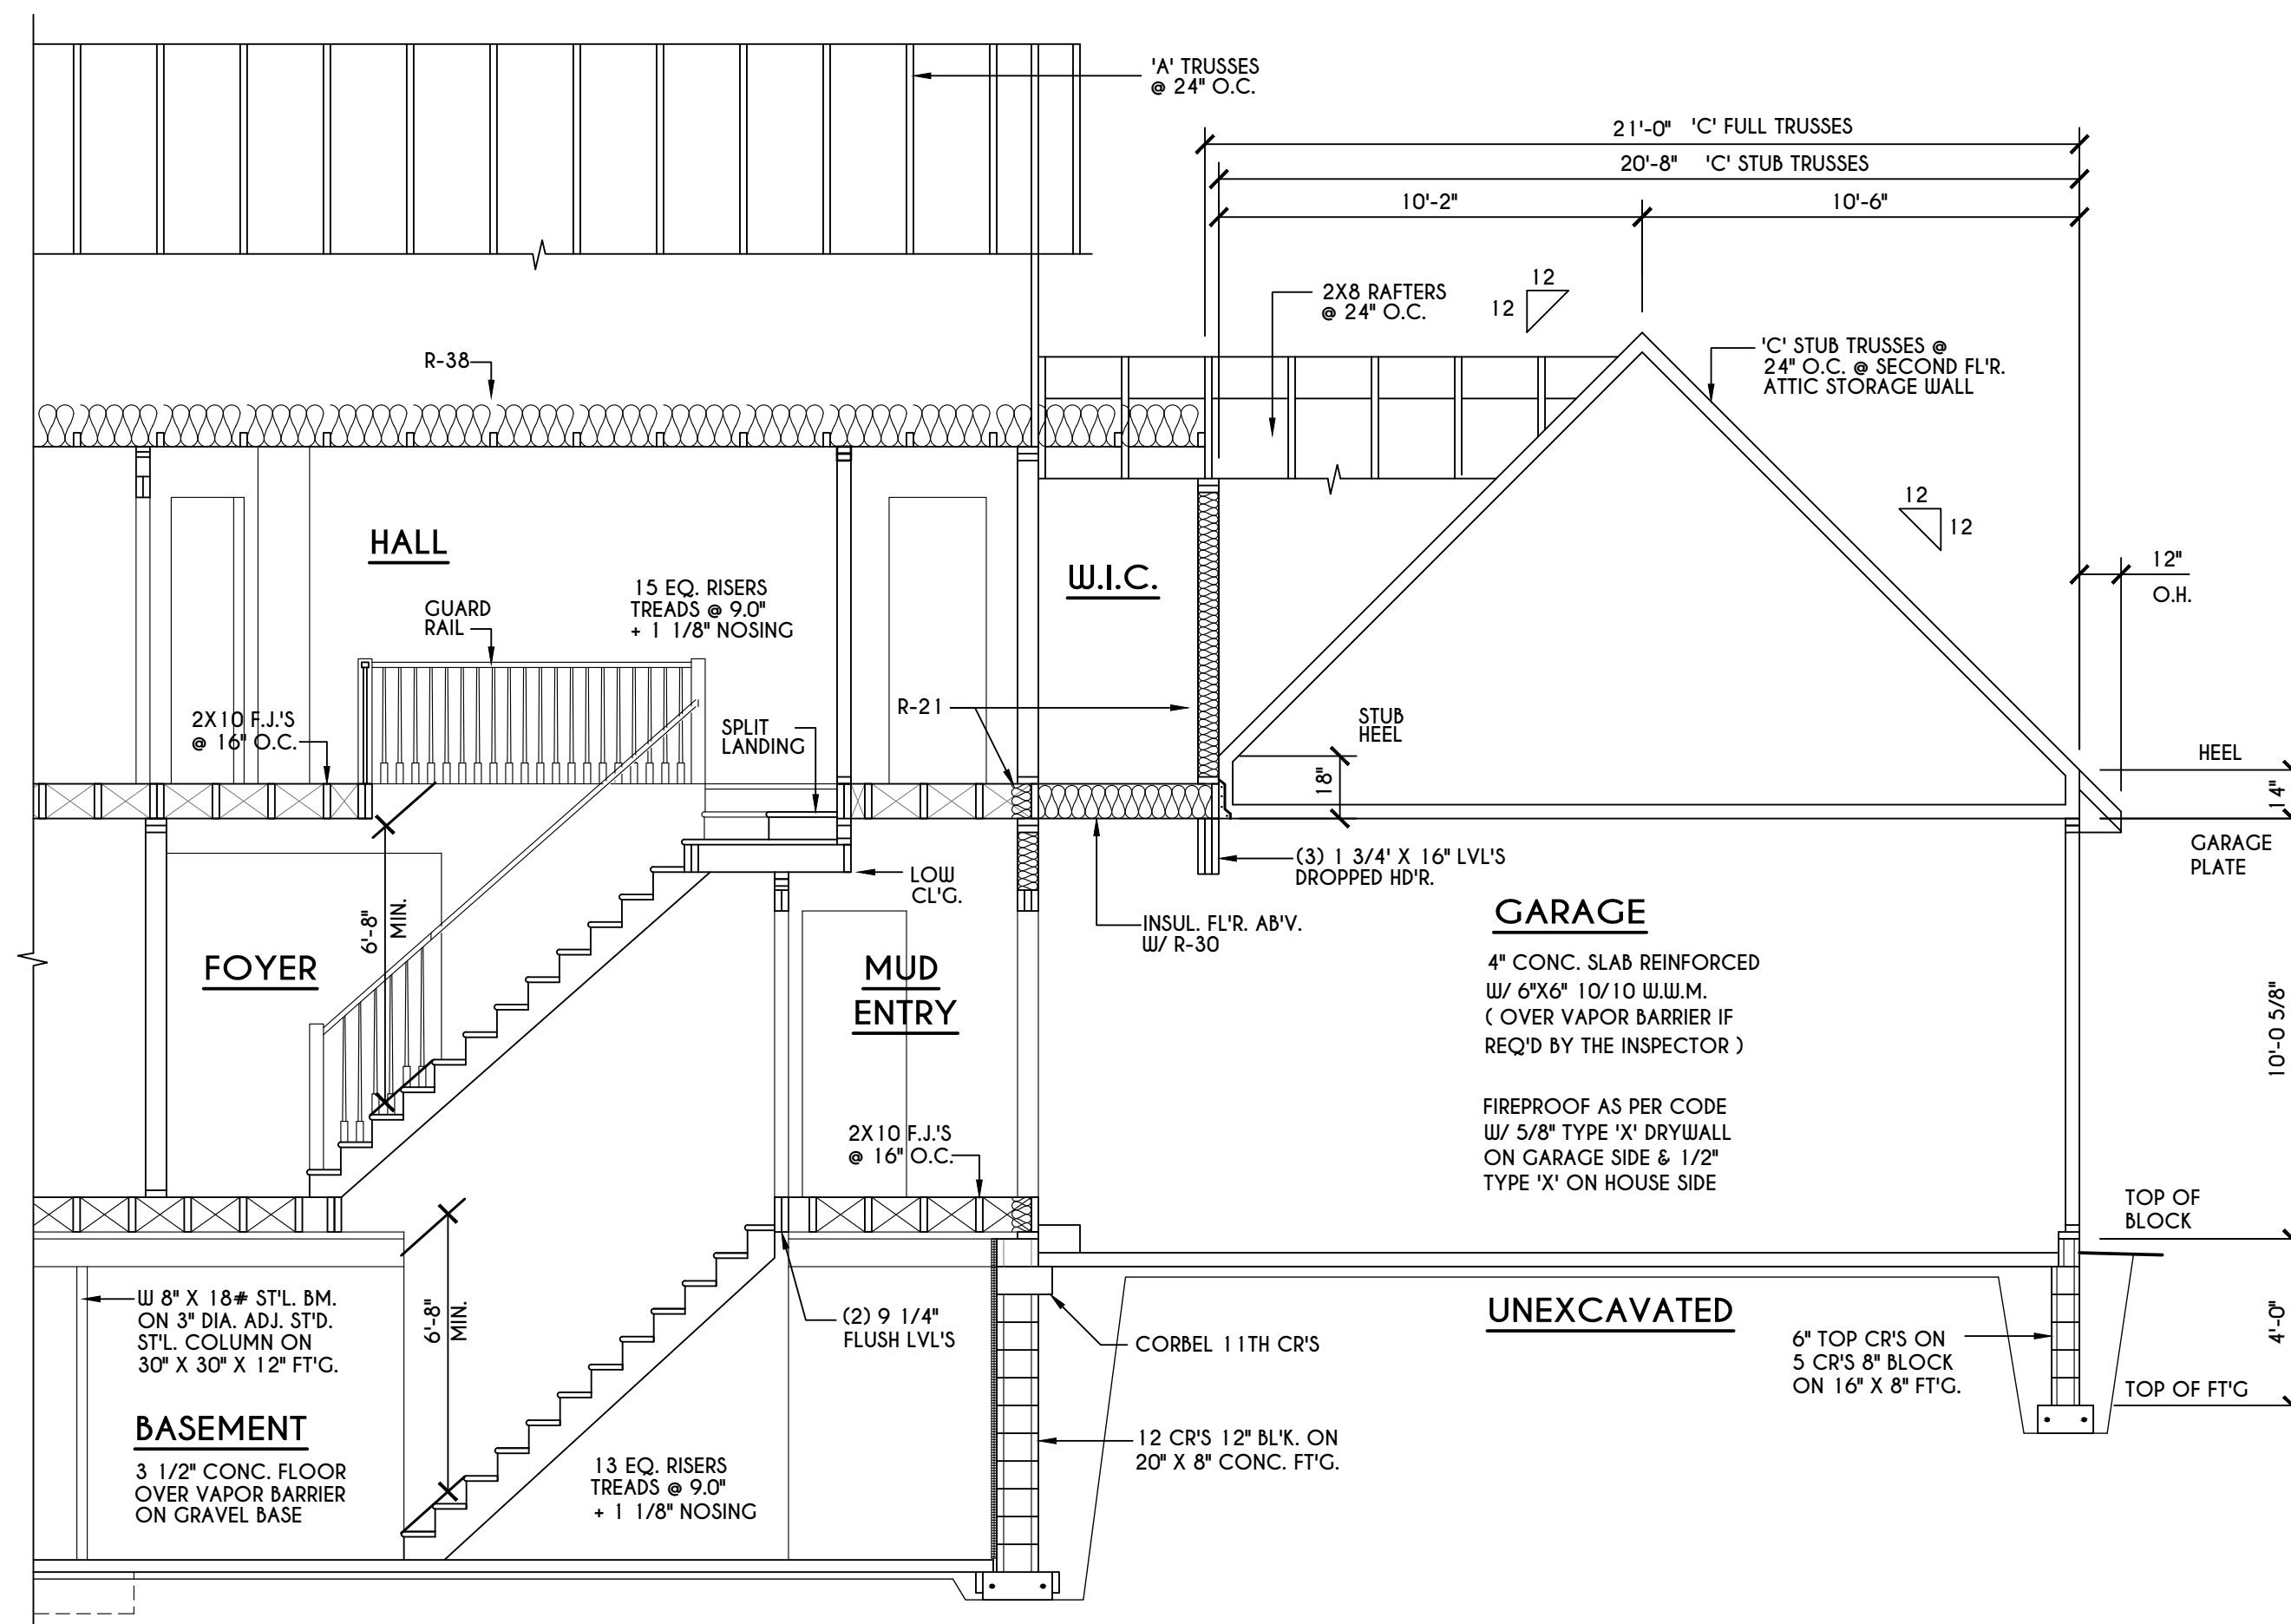 'A' TRUSSES
@ 24" O.C.
21'-0" 'C' FULL TRUSSES
20'-8" 'C' STUB TRUSSES
10'-2"
10'-6"
12
12
2X8 RAFTERS
@ 24" O.C.
'C' STUB TRUSSES @
24" O.C. @ SECOND FL'R.
ATTIC STORAGE WALL
R-38
12
12
12"
O.H.
HALL
W.I.C.
15 EQ. RISERS
TREADS @ 9.0"
+ 1 1/8" NOSING
GUARD
RAIL
2X10 F.J.'S
@ 16" O.C.
SPLIT
LANDING
R-21
STUB
HEEL
18"
HEEL
14"
GARAGE
PLATE
LOW
CL'G.
(3) 1 3/4' X 16" LVL'S
DROPPED HD'R.
INSUL. FL'R. AB'V.
W/ R-30
6'-8"
MIN.
FOYER
MUD
ENTRY
GARAGE
4" CONC. SLAB REINFORCED
W/ 6"X6" 10/10 W.W.M.
( OVER VAPOR BARRIER IF
REQ'D BY THE INSPECTOR )
FIREPROOF AS PER CODE
W/ 5/8" TYPE 'X' DRYWALL
ON GARAGE SIDE & 1/2"
TYPE 'X' ON HOUSE SIDE
10'-0 5/8"
2X10 F.J.'S
@ 16" O.C.
TOP OF
BLOCK
W 8" X 18# ST'L. BM.
ON 3" DIA. ADJ. ST'D.
ST'L. COLUMN ON
30" X 30" X 12" FT'G.
6'-8"
MIN.
(2) 9 1/4"
FLUSH LVL'S
CORBEL 11TH CR'S
UNEXCAVATED
6" TOP CR'S ON
5 CR'S 8" BLOCK
ON 16" X 8" FT'G.
4'-0"
TOP OF FT'G
BASEMENT
3 1/2" CONC. FLOOR
OVER VAPOR BARRIER
ON GRAVEL BASE
13 EQ. RISERS
TREADS @ 9.0"
+ 1 1/8" NOSING
12 CR'S 12" BL'K. ON
20" X 8" CONC. FT'G.